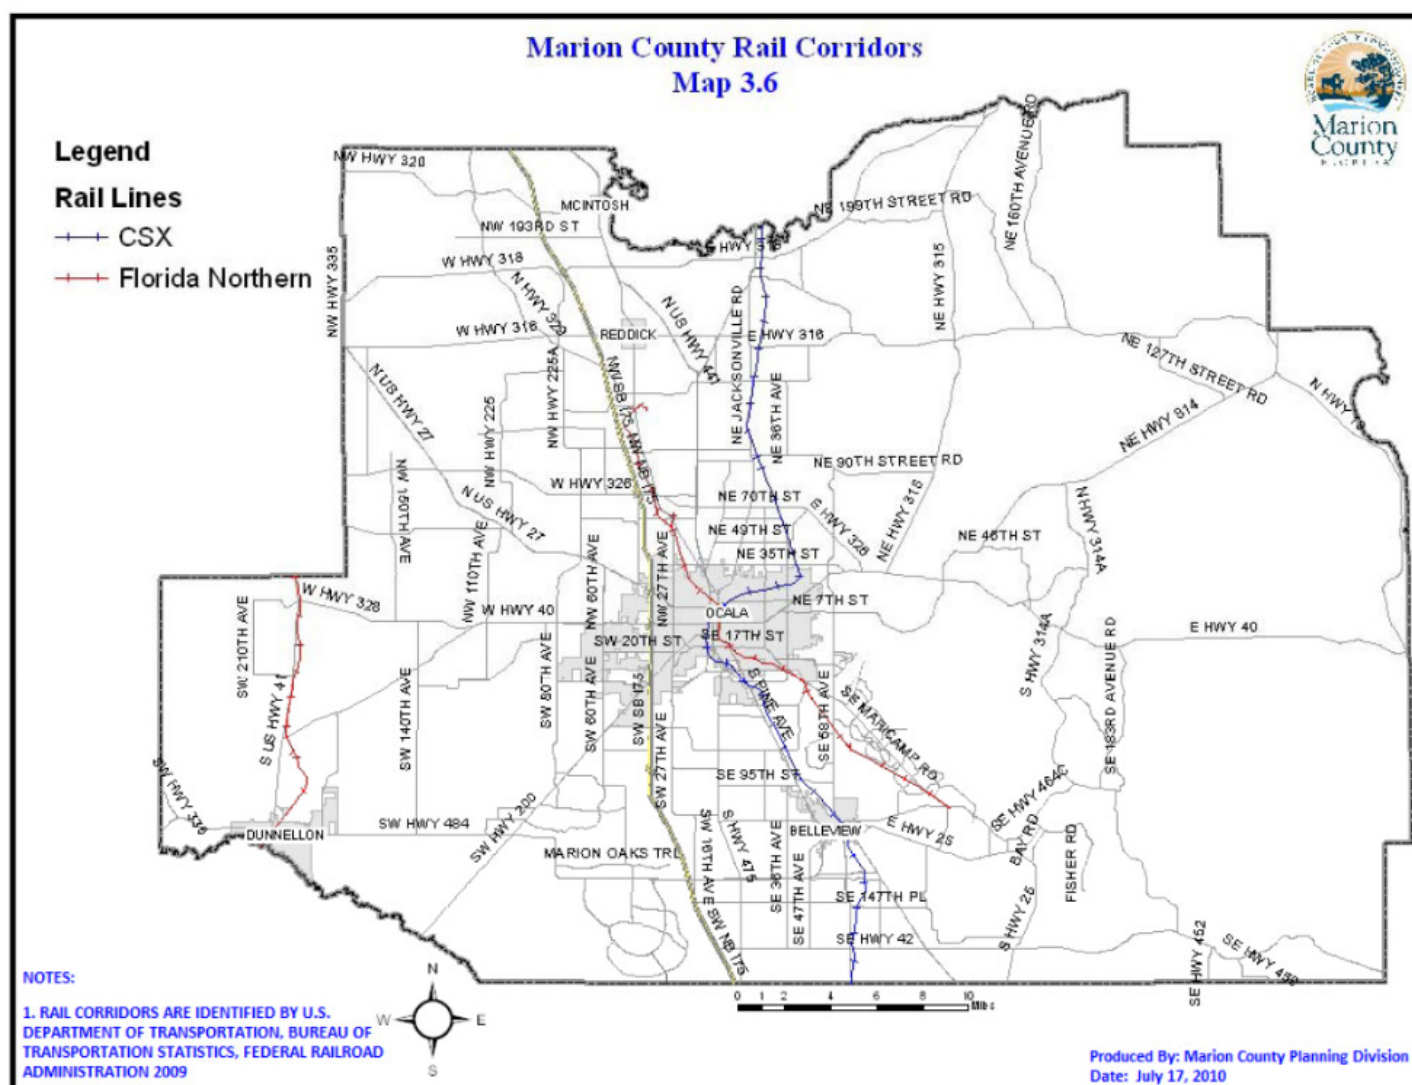 Marion County Rail Corridors
Map 3.6
Marion
County
FLORIDA
Legend
Rail Lines
CSX
Florida Northern
NW HWY 320
MCINTOSH
NW 193RD ST
W HWY 318
NW HWY 335
N HWY 329
W HWY 316
REDDICK
N US HWY 441
NE JACKSONVILLE RD
E HWY 316
NE 199TH STREET RD
NE 160TH AVENUE RD
NE HWY 315
NE 127TH STREET RD
N HWY 19
NE HWY 314
N US HWY 27
NW HWY 225A
NW HWY 225
NW SB I75
NW NB I75
NE 36TH AVE
NE 90TH STREET RD
NE HWY 315
W HWY 326
NE 70TH ST
E HWY 326
NW 150TH AVE
N US HWY 27
NE 49TH ST
NE 35TH ST
NE 46TH ST
N HWY 314A
NW 110TH AVE
NW 60TH AVE
NW 27TH AVE
W HWY 328
W HWY 40
OCALA
NE 7TH ST
SW 20TH ST
SE 17TH ST
E HWY 40
SW 210TH AVE
S US HWY 41
SW 140TH AVE
SW 80TH AVE
SW 60TH AVE
SW SB I75
SW 27TH AVE
S PINE AVE
SE 58TH AVE
SE MARICAMP RD
S HWY 314A
SE 183RD AVENUE RD
SE 95TH ST
SE HWY 464C
SW HWY 336
DUNNELLON
SW HWY 484
SW HWY 200
MARION OAKS TRL
SW 16TH AVE
S HWY 475
SE 36TH AVE
SE 47TH AVE
BELLEVIEW
E HWY 25
BAY RD
FISHER RD
SE 147TH PL
SW NB I75
SE HWY 42
S HWY 25
SE HWY 452
NOTES:
1. RAIL CORRIDORS ARE IDENTIFIED BY U.S.
DEPARTMENT OF TRANSPORTATION, BUREAU OF
TRANSPORTATION STATISTICS, FEDERAL RAILROAD
ADMINISTRATION 2009
N
W
E
S
0 1 2 4 6 8 10
Miles
Produced By: Marion County Planning Division
Date: July 17, 2010